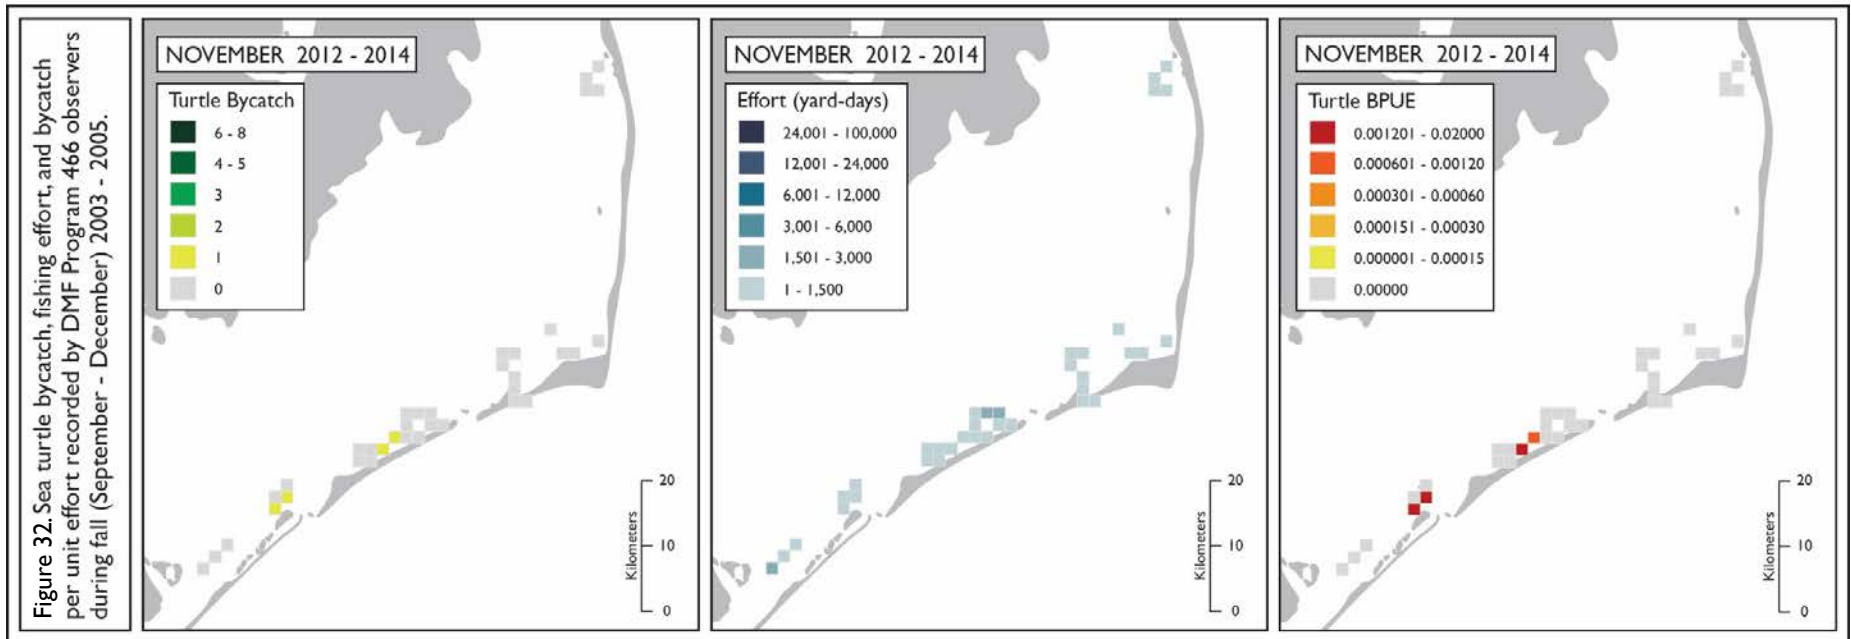 Figure 32. Sea turtle bycatch, fishing effort, and bycatch
per unit effort recorded by DMF Program 466 observers
during fall (September - December) 2003 - 2005.
NOVEMBER 2012 - 2014
Turtle Bycatch
6 - 8
4 - 5
3
2
1
0
20
10
0
Kilometers
NOVEMBER 2012 - 2014
Effort (yard-days)
24,001 - 100,000
12,001 - 24,000
6,001 - 12,000
3,001 - 6,000
1,501 - 3,000
1 - 1,500
20
10
0
Kilometers
NOVEMBER 2012 - 2014
Turtle BPUE
0.001201 - 0.02000
0.000601 - 0.00120
0.000301 - 0.00060
0.000151 - 0.00030
0.000001 - 0.00015
0.00000
20
10
0
Kilometers